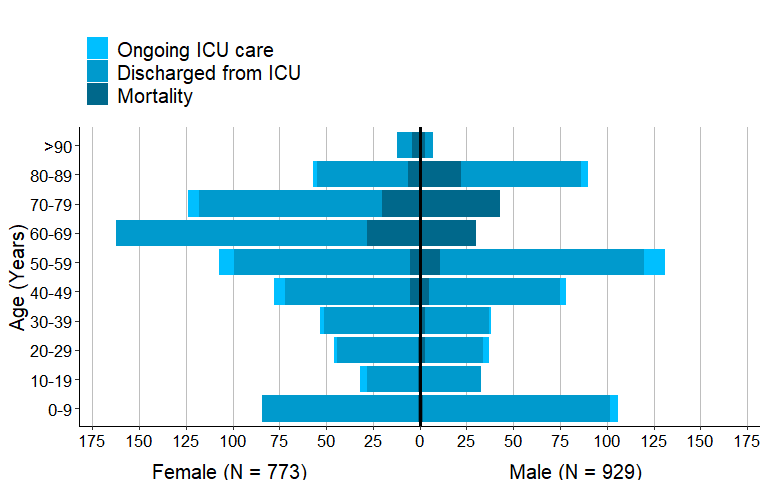 Ongoing ICU care
Discharged from ICU
Mortality
Age (Years)
>90
80-89
70-79
60-69
50-59
40-49
30-39
20-29
10-19
0-9
175 150 125 100 75 50 25 0 25 50 75 100 125 150 175
Female (N = 773) Male (N = 929)